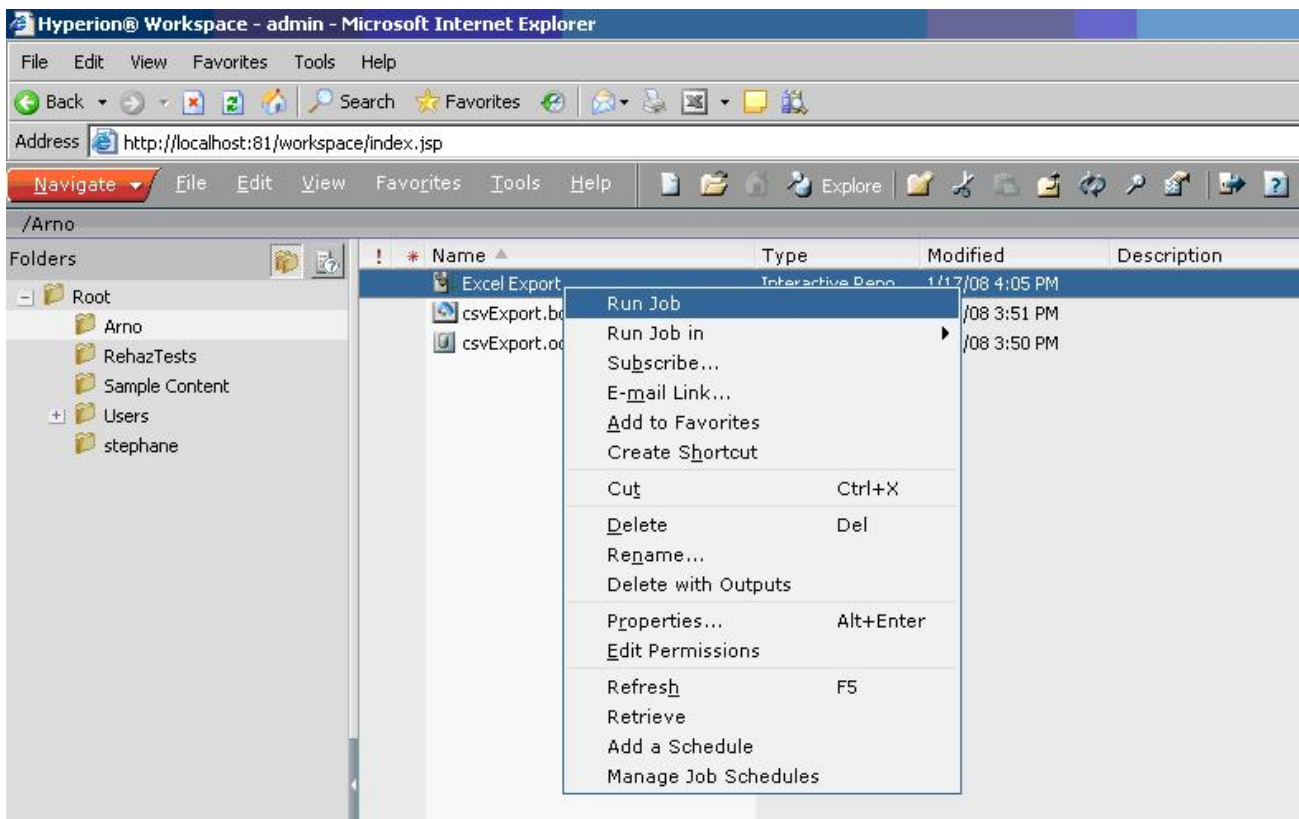 Hyperion® Workspace - admin - Microsoft Internet Explorer
File Edit View Favorites Tools Help
Back Search Favorites
Address http://localhost:81/workspace/index.jsp
Navigate File Edit View Favorites Tools Help Explore
/Arno
Folders ! * Name Type Modified Description
Root
Arno
RehazTests
Sample Content
Users
stephane
Excel Export Interactive Repo 1/17/08 4:05 PM
csvExport.b /08 3:51 PM
csvExport.o /08 3:50 PM
Run Job
Run Job in
Subscribe...
E-mail Link...
Add to Favorites
Create Shortcut
Cut Ctrl+X
Delete Del
Rename...
Delete with Outputs
Properties... Alt+Enter
Edit Permissions
Refresh F5
Retrieve
Add a Schedule
Manage Job Schedules